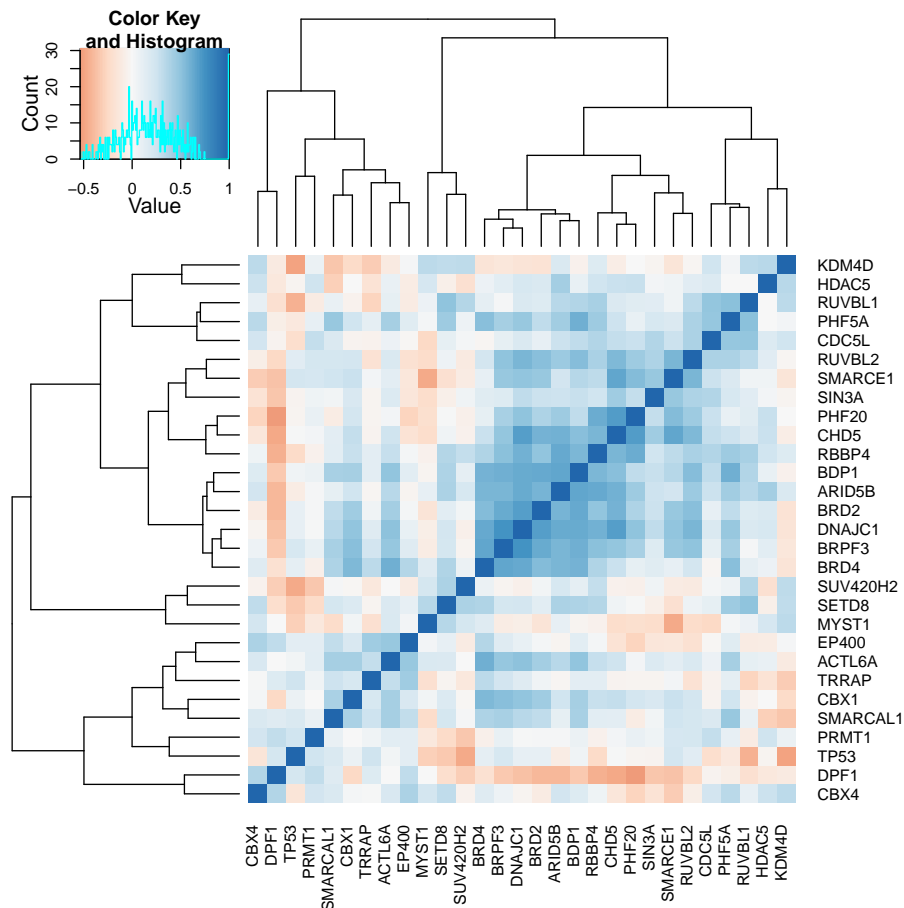 Color Key
and Histogram
Count
0
10
20
30
−0.5
0
0.5
1
Value
KDM4D
HDAC5
RUVBL1
PHF5A
CDC5L
RUVBL2
SMARCE1
SIN3A
PHF20
CHD5
RBBP4
BDP1
ARID5B
BRD2
DNAJC1
BRPF3
BRD4
SUV420H2
SETD8
MYST1
EP400
ACTL6A
TRRAP
CBX1
SMARCAL1
PRMT1
TP53
DPF1
CBX4
CBX4
DPF1
TP53
PRMT1
SMARCAL1
CBX1
TRRAP
ACTL6A
EP400
MYST1
SETD8
SUV420H2
BRD4
BRPF3
DNAJC1
BRD2
ARID5B
BDP1
RBBP4
CHD5
PHF20
SIN3A
SMARCE1
RUVBL2
CDC5L
PHF5A
RUVBL1
HDAC5
KDM4D